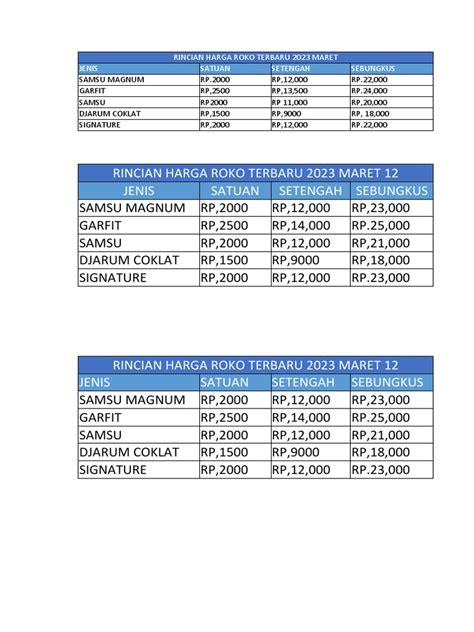 RINCIAN HARGA ROKO TERBARU 2023 MARET
JENIS SATUAN SETENGAH SEBUNGKUS
SAMSU MAGNUM RP.2000 RP,12,000 RP.22,000
GARFIT RP,2500 RP,13,500 RP.24,000
SAMSU RP2000 RP 11,000 RP,20,000
DJARUM COKLAT RP,1500 RP,9000 RP, 18,000
SIGNATURE RP,2000 RP,12,000 RP.22,000
RINCIAN HARGA ROKO TERBARU 2023 MARET 12
JENIS SATUAN SETENGAH SEBUNGKUS
SAMSU MAGNUM RP,2000 RP,12,000 RP,23,000
GARFIT RP,2500 RP,14,000 RP.25,000
SAMSU RP,2000 RP,12,000 RP,21,000
DJARUM COKLAT RP,1500 RP,9000 RP,18,000
SIGNATURE RP,2000 RP,12,000 RP.23,000
RINCIAN HARGA ROKO TERBARU 2023 MARET 12
JENIS SATUAN SETENGAH SEBUNGKUS
SAMSU MAGNUM RP,2000 RP,12,000 RP,23,000
GARFIT RP,2500 RP,14,000 RP.25,000
SAMSU RP,2000 RP,12,000 RP,21,000
DJARUM COKLAT RP,1500 RP,9000 RP,18,000
SIGNATURE RP,2000 RP,12,000 RP.23,000